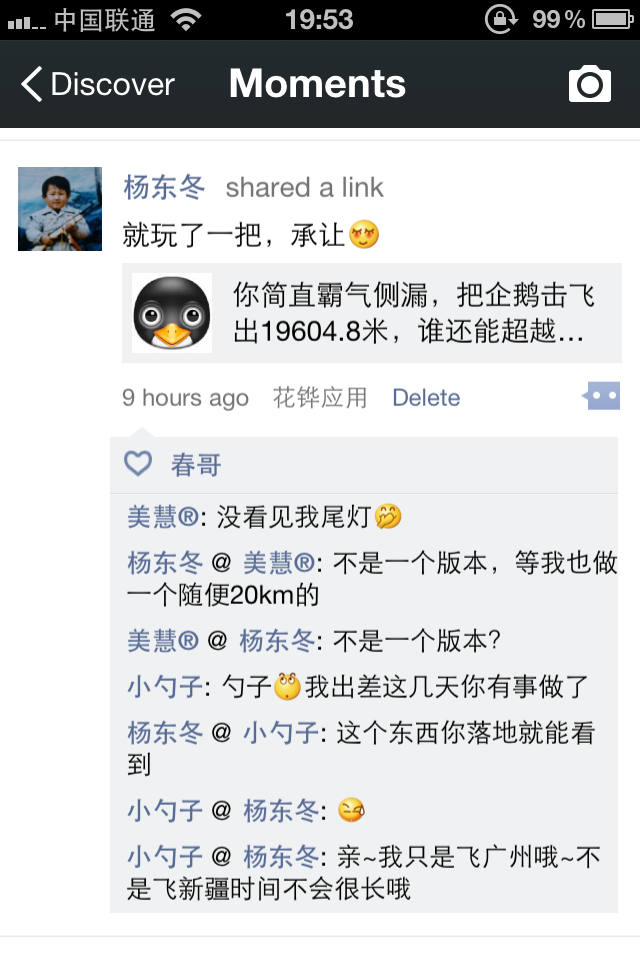 中国联通 19:53 99%
Discover Moments
杨东冬 shared a link
就玩了一把，承让
你简直霸气侧漏，把企鹅击飞
出19604.8米，谁还能超越...
9 hours ago 花铧应用 Delete
春哥
美慧®: 没看见我尾灯
杨东冬 @ 美慧®: 不是一个版本，等我也做
一个随便20km的
美慧® @ 杨东冬: 不是一个版本？
小勺子: 勺子我出差这几天你有事做了
杨东冬 @ 小勺子: 这个东西你落地就能看
到
小勺子 @ 杨东冬:
小勺子 @ 杨东冬: 亲~我只是飞广州哦~不
是飞新疆时间不会很长哦